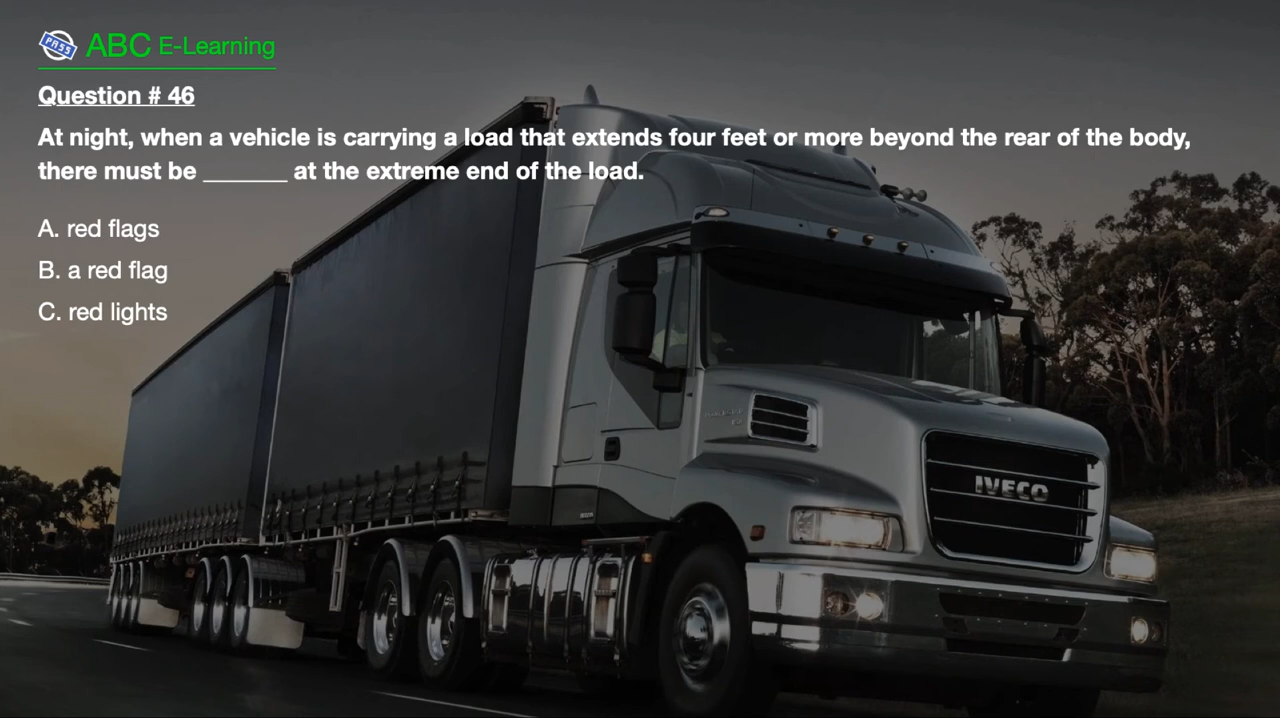 PASS
ABC E-Learning
Question # 46
At night, when a vehicle is carrying a load that extends four feet or more beyond the rear of the body,
there must be _______ at the extreme end of the load.
A. red flags
B. a red flag
C. red lights
IVECO